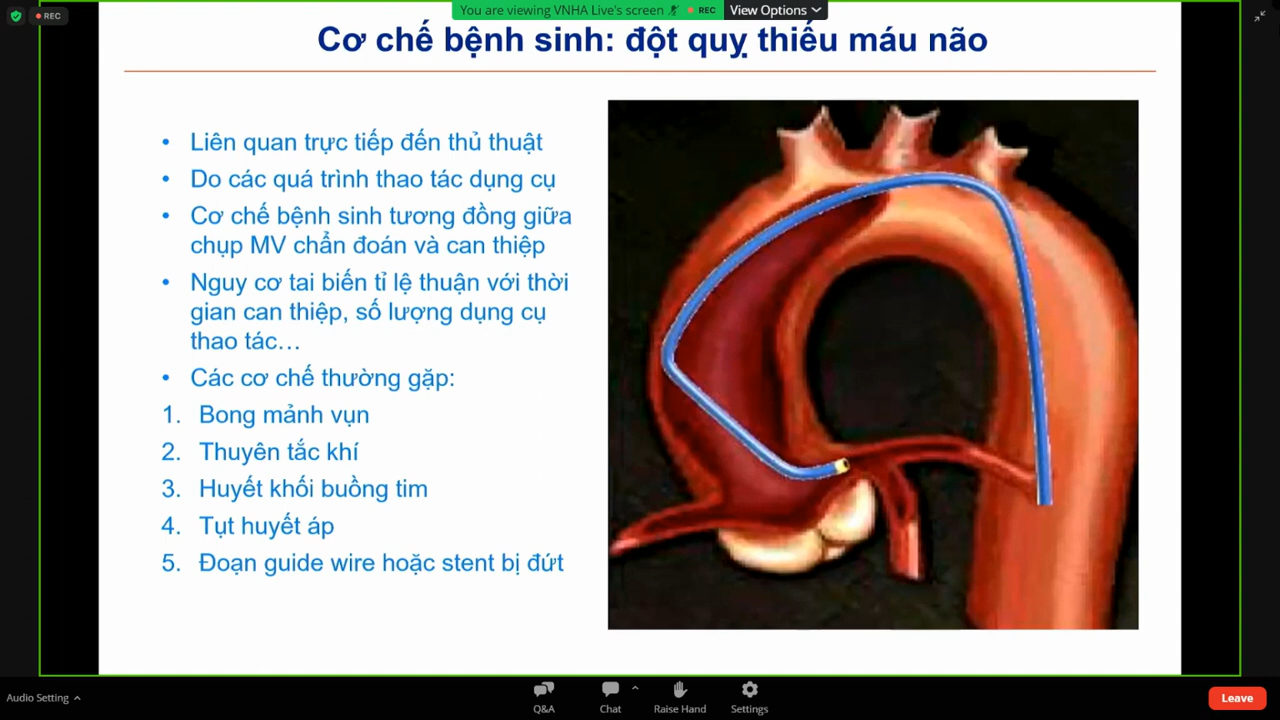 You are viewing VNHA Live's screen REC View Options
REC
Cơ chế bệnh sinh: đột quỵ thiếu máu não
• Liên quan trực tiếp đến thủ thuật
• Do các quá trình thao tác dụng cụ
• Cơ chế bệnh sinh tương đồng giữa
chụp MV chẩn đoán và can thiệp
• Nguy cơ tai biến tỉ lệ thuận với thời
gian can thiệp, số lượng dụng cụ
thao tác…
• Các cơ chế thường gặp:
1. Bong mảnh vụn
2. Thuyên tắc khí
3. Huyết khối buồng tim
4. Tụt huyết áp
5. Đoạn guide wire hoặc stent bị đứt
Audio Setting
Q&A
Chat
Raise Hand
Settings
Leave